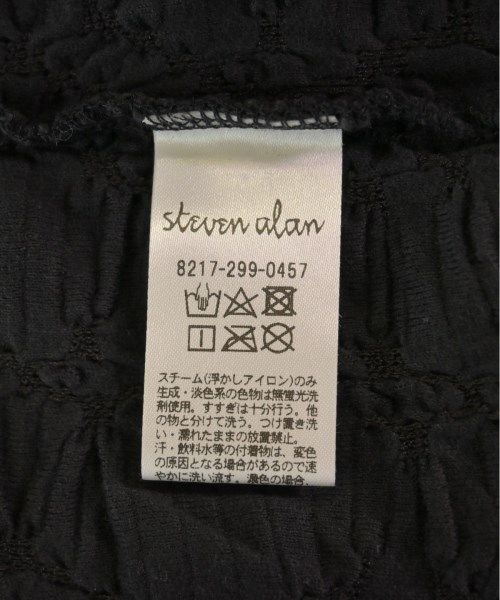 steven alan
8217-299-0457
スチーム(浮かしアイロン)のみ
生成・淡色系の色物は無蛍光洗
剤使用。すすぎは十分行う。他
の物と分けて洗う。つけ置き洗
い・濡れたままの放置禁止。
汗・飲料水等の付着物は、変色
の原因となる場合があるので速
やかに洗い流す。濃色の場合、